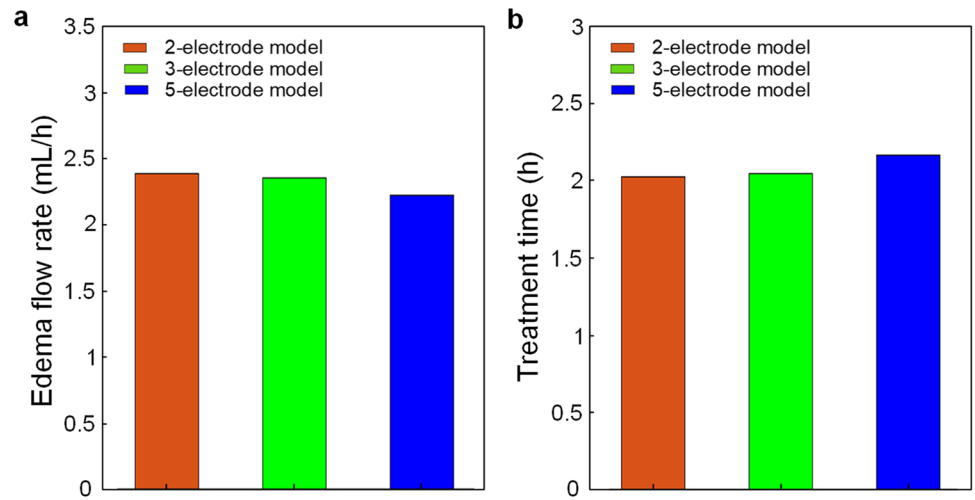 a
3.5
3
2.5
2
1.5
1
0.5
0
Edema flow rate (mL/h)
2-electrode model
3-electrode model
5-electrode model
b
3
2.5
2
1.5
1
0.5
0
Treatment time (h)
2-electrode model
3-electrode model
5-electrode model